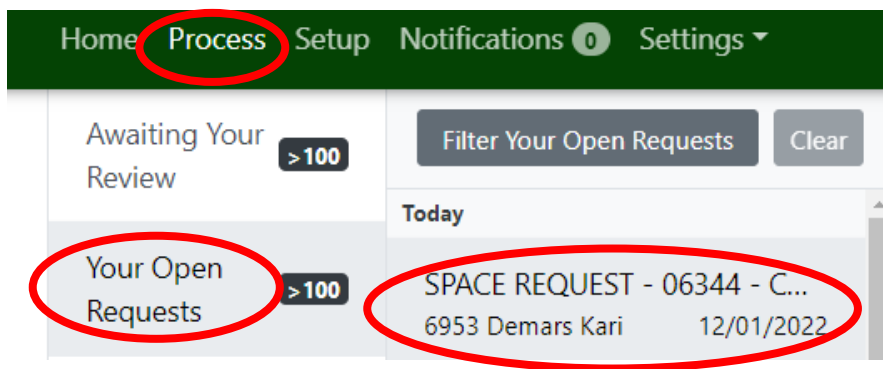 Home Process Setup Notifications 0 Settings
Awaiting Your
Review
>100
Your Open
Requests
>100
Filter Your Open Requests Clear
Today
SPACE REQUEST - 06344 - C...
6953 Demars Kari 12/01/2022